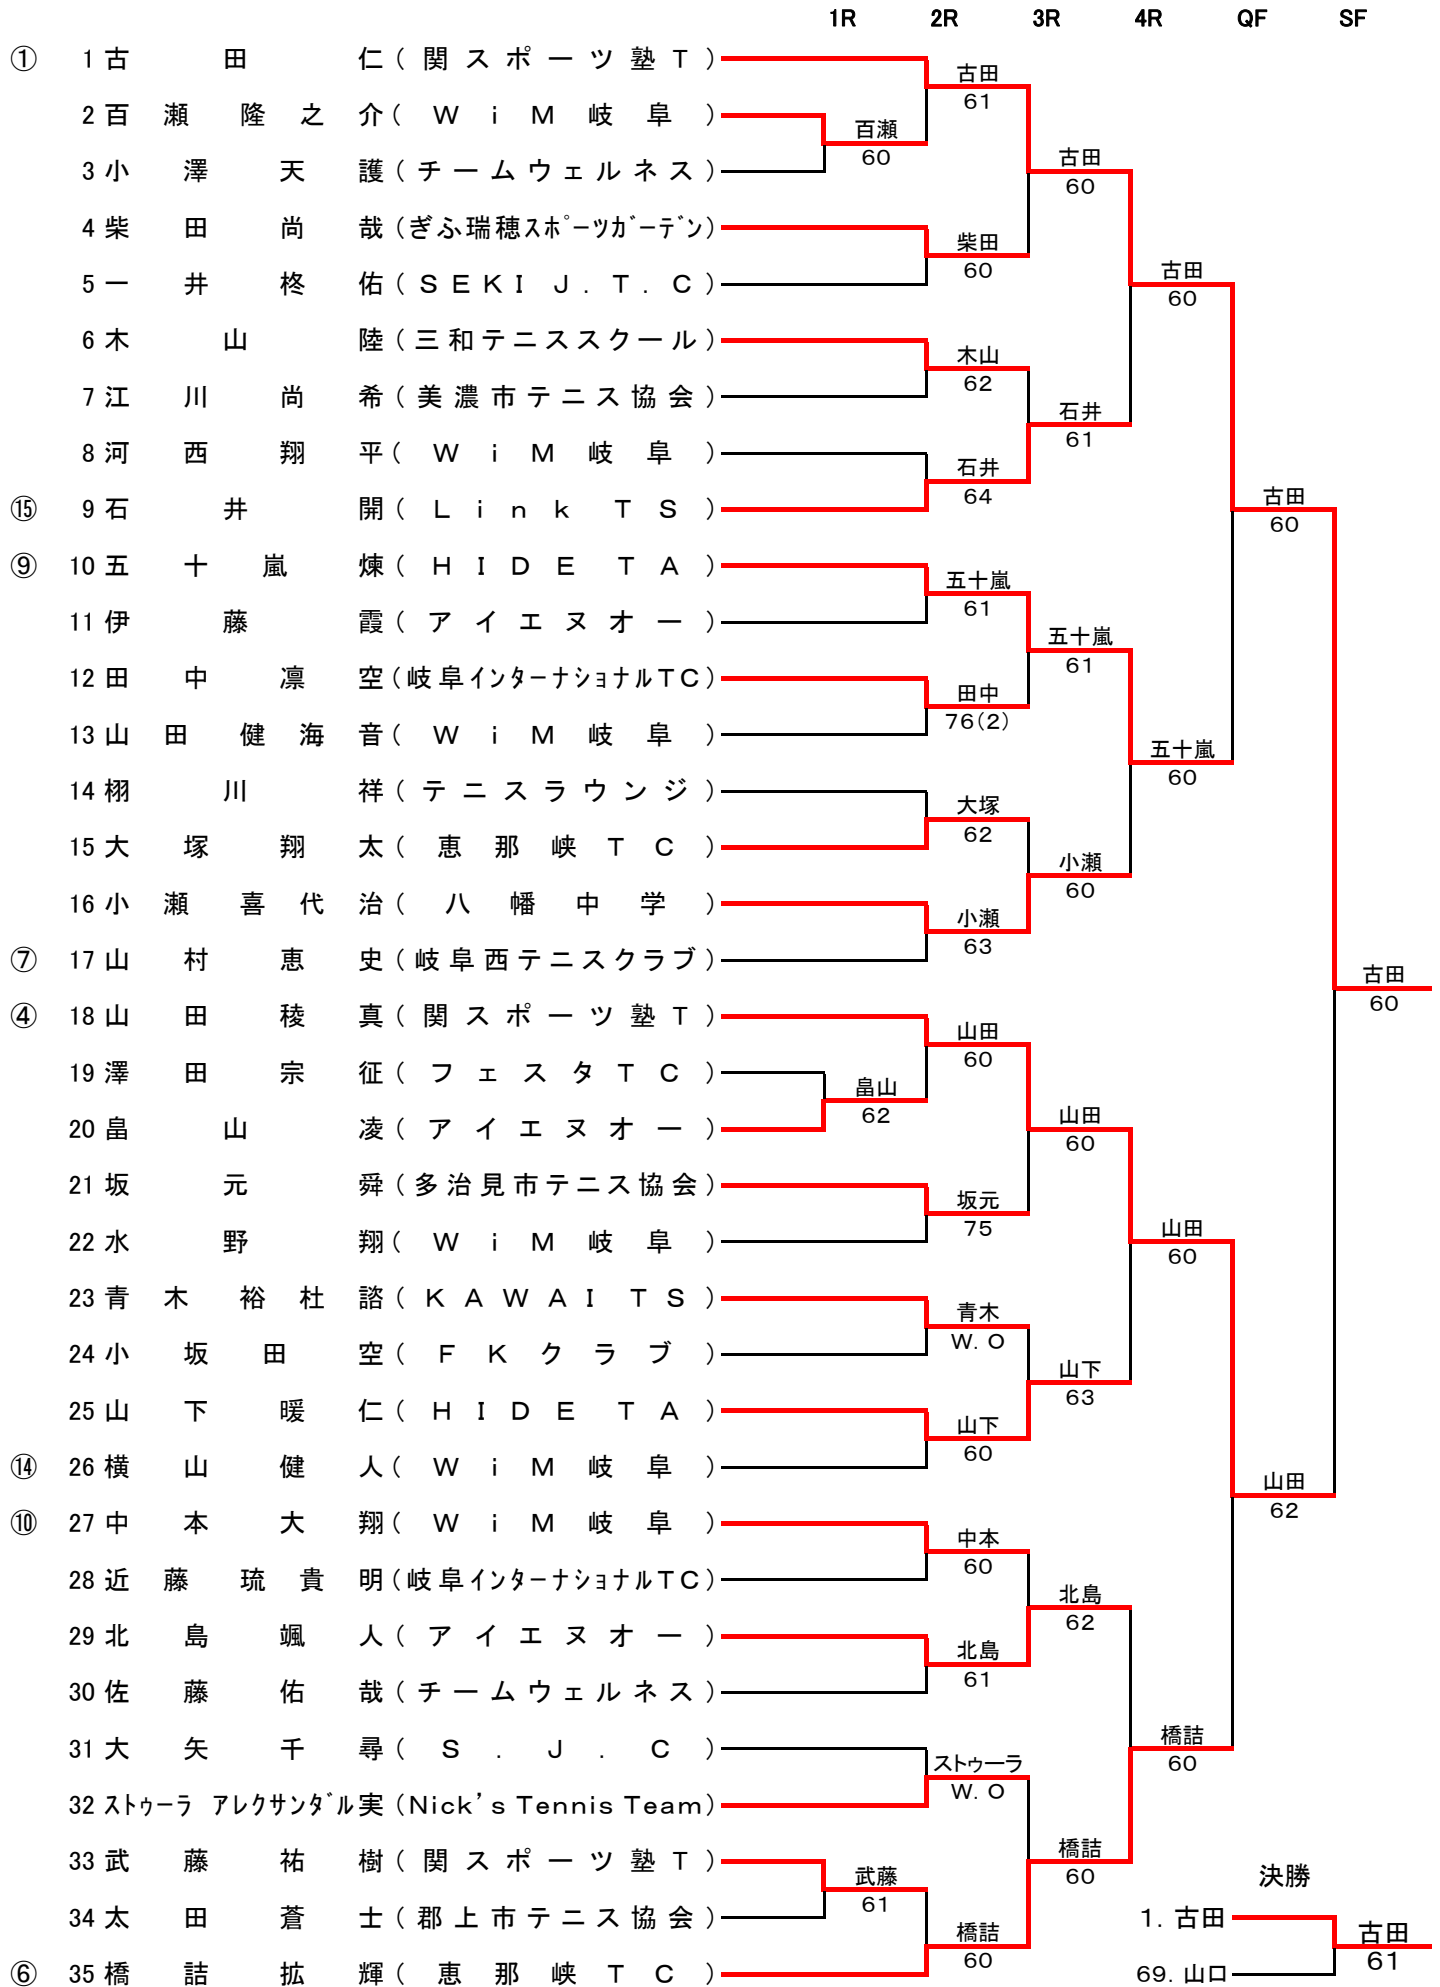 1R 2R 3R 4R QF SF
① 1 古田仁 (関スポーツ塾T)
古田
61
2 百瀬隆之介 (WiM岐阜)
百瀬
60
3 小澤天護 (チームウェルネス)
古田
60
4 柴田尚哉 (ぎふ瑞穂スポーツガーデン)
柴田
60
5 一井柊佑 (SEKI J.T.C)
古田
60
6 木山陸 (三和テニススクール)
木山
62
7 江川尚希 (美濃市テニス協会)
石井
61
8 河西翔平 (WiM岐阜)
石井
64
⑮ 9 石井開 (Link TS)
古田
60
⑨ 10 五十嵐煉 (HIDE TA)
五十嵐
61
11 伊藤霞 (アイエヌオー)
五十嵐
61
12 田中凛空 (岐阜インターナショナルTC)
田中
76(2)
13 山田健海音 (WiM岐阜)
五十嵐
60
14 栩川祥 (テニスラウンジ)
大塚
62
15 大塚翔太 (恵那峡TC)
小瀬
60
16 小瀬喜代治 (八幡中学)
小瀬
63
⑦ 17 山村恵史 (岐阜西テニスクラブ)
古田
60
④ 18 山田稜真 (関スポーツ塾T)
山田
60
19 澤田宗征 (フェスタTC)
畠山
62
20 畠山凌 (アイエヌオー)
山田
60
21 坂元舜 (多治見市テニス協会)
坂元
75
22 水野翔 (WiM岐阜)
山田
60
23 青木裕杜諮 (KAWAI TS)
青木
W.O
24 小坂田空 (FKクラブ)
山下
63
25 山下暖仁 (HIDE TA)
山下
60
⑭ 26 横山健人 (WiM岐阜)
山田
62
⑩ 27 中本大翔 (WiM岐阜)
中本
60
28 近藤琉貴明 (岐阜インターナショナルTC)
北島
62
29 北島颯人 (アイエヌオー)
北島
61
30 佐藤佑哉 (チームウェルネス)
橋詰
60
31 大矢千尋 (S.J.C)
ストゥーラ
W.O
32 ストゥーラ アレクサンダル実 (Nick's Tennis Team)
橋詰
60
33 武藤祐樹 (関スポーツ塾T)
武藤
61
34 太田蒼士 (郡上市テニス協会)
橋詰
60
⑥ 35 橋詰拡輝 (恵那峡TC)
決勝
1. 古田
古田
61
69. 山口